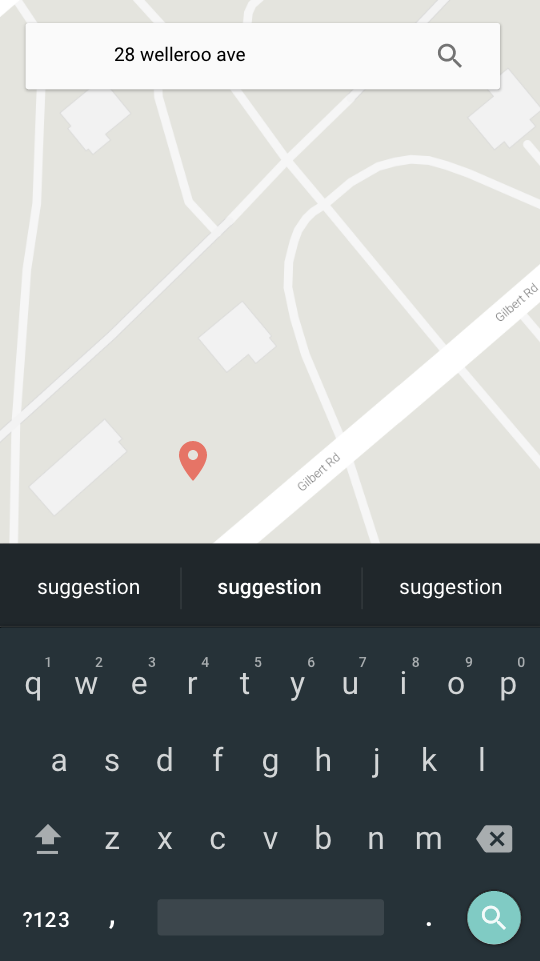 28 welleroo ave
Gilbert Rd
Gilbert Rd
suggestion suggestion suggestion
1 2 3 4 5 6 7 8 9 0
q w e r t y u i o p
a s d f g h j k l
z x c v b n m
?123 , .